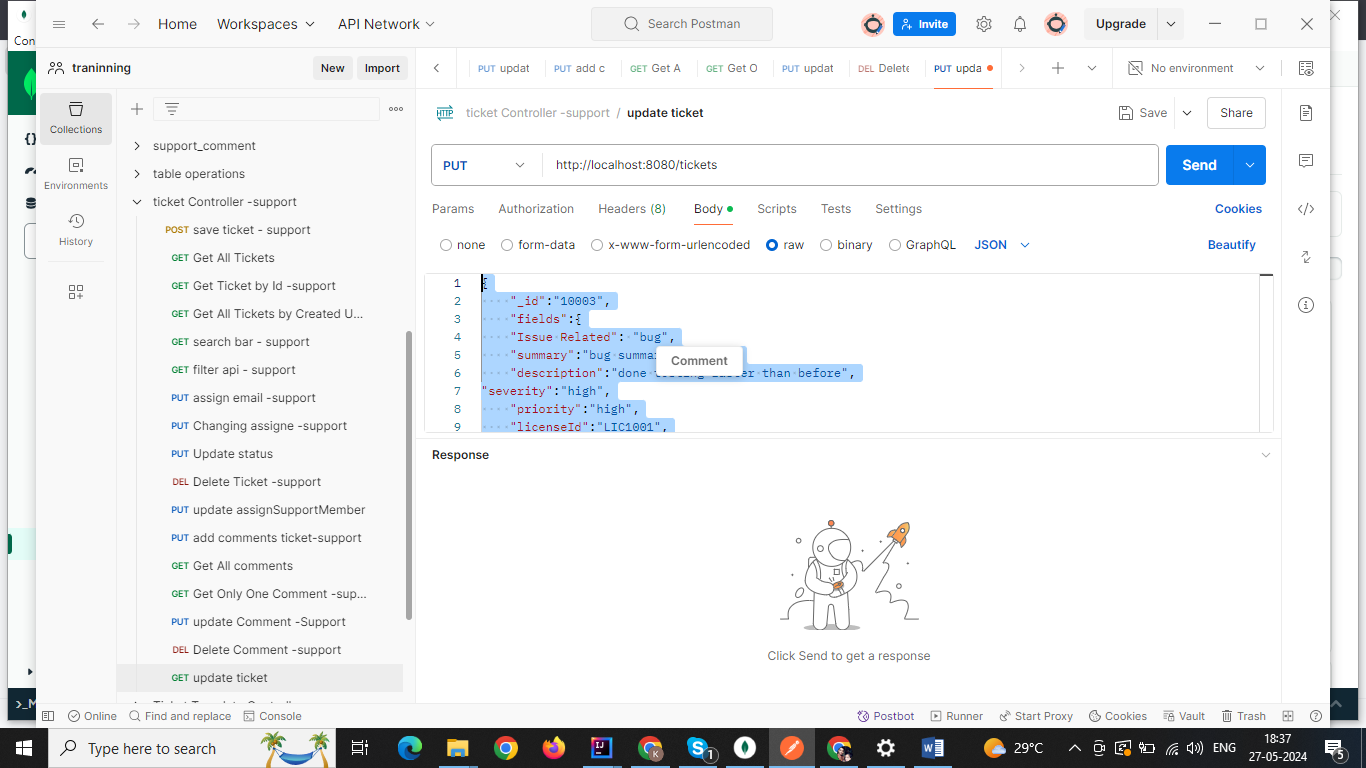 Con
Home
Workspaces
API Network
Search Postman
Invite
Upgrade
traninning
New
Import
PUT updat
PUT add c
GET Get A
GET Get O
PUT updat
DEL Delete
PUT upda
No environment
Collections
Environments
History
support_comment
table operations
ticket Controller -support
POST save ticket - support
GET Get All Tickets
GET Get Ticket by Id -support
GET Get All Tickets by Created U...
GET search bar - support
GET filter api - support
PUT assign email -support
PUT Changing assigne -support
PUT Update status
DEL Delete Ticket -support
PUT update assignSupportMember
PUT add comments ticket-support
GET Get All comments
GET Get Only One Comment -sup...
PUT update Comment -Support
DEL Delete Comment -support
GET update ticket
HTTP ticket Controller -support / update ticket
Save
Share
PUT
http://localhost:8080/tickets
Send
Params
Authorization
Headers (8)
Body
Scripts
Tests
Settings
Cookies
none
form-data
x-www-form-urlencoded
raw
binary
GraphQL
JSON
Beautify
1 {
2 "_id":"10003",
3 "fields":{
4 "Issue Related": "bug",
5 "summary":"bug summa
6 "description":"done than before",
7 "severity":"high",
8 "priority":"high",
9 "licenseId":"LIC1001",
Comment
Response
Click Send to get a response
Online
Find and replace
Console
Postbot
Runner
Start Proxy
Cookies
Vault
Trash
>_M
Type here to search
29°C
ENG
18:37
27-05-2024
5